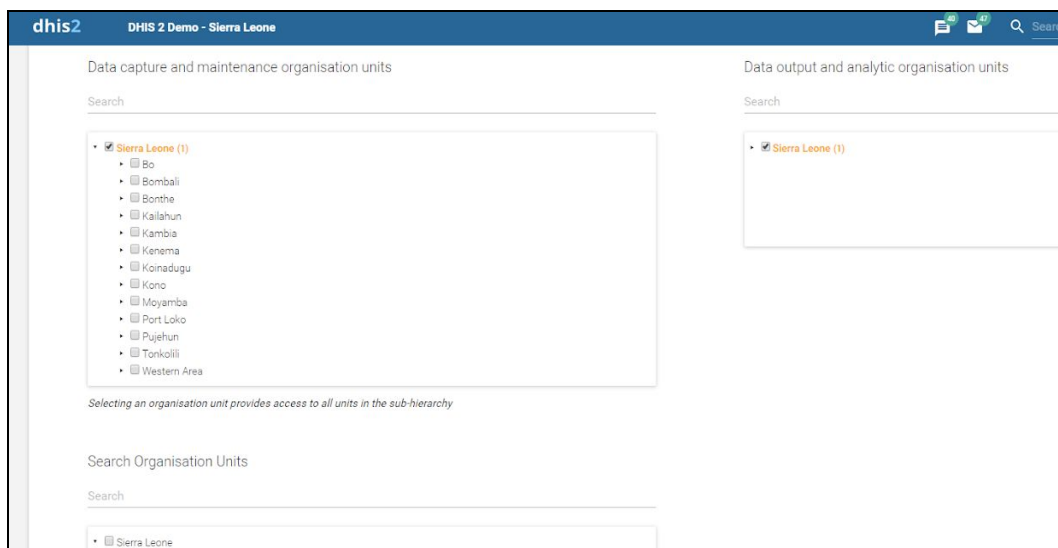 dhis2 DHIS 2 Demo - Sierra Leone 40 47
Data capture and maintenance organisation units
Search
Sierra Leone (1)
Bo
Bombali
Bonthe
Kailahun
Kambia
Kenema
Koinadugu
Kono
Moyamba
Port Loko
Pujehun
Tonkolili
Western Area
Selecting an organisation unit provides access to all units in the sub-hierarchy
Search Organisation Units
Search
Sierra Leone
Data output and analytic organisation units
Search
Sierra Leone (1)